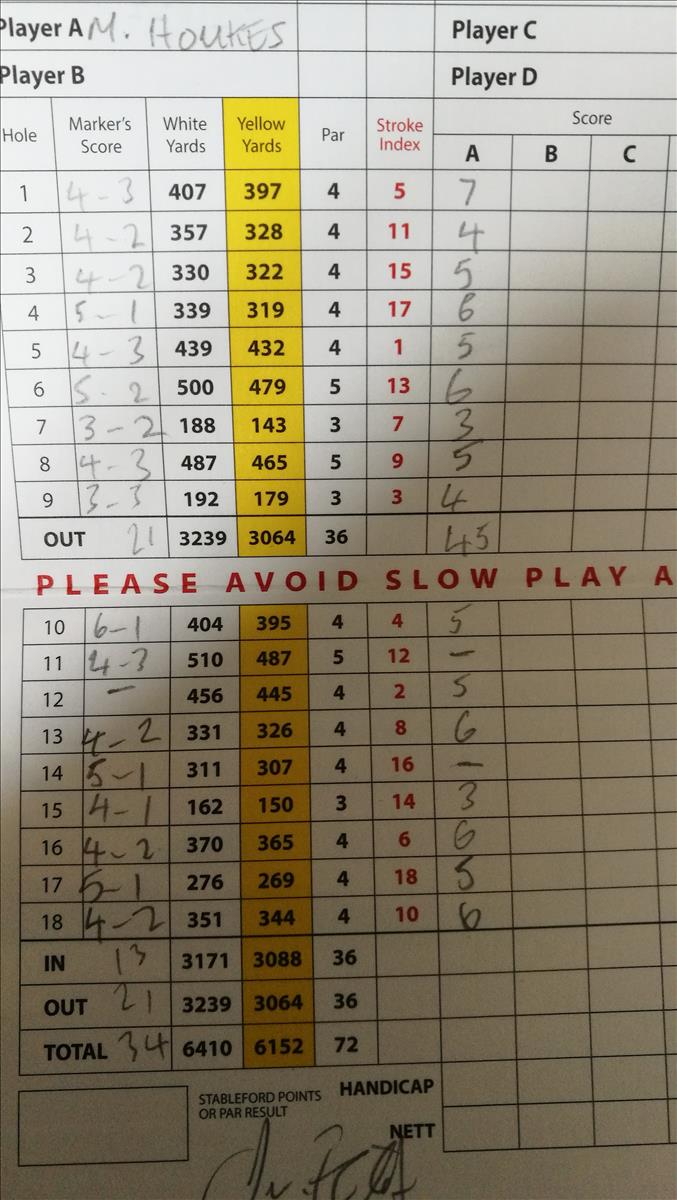 Player A M. HOUKES Player C
Player B Player D
Hole Marker's Score White Yards Yellow Yards Par Stroke Index Score
A B C
1 4-3 407 397 4 5 7
2 4-2 357 328 4 11 4
3 4-2 330 322 4 15 5
4 5-1 339 319 4 17 6
5 4-3 439 432 4 1 5
6 5-2 500 479 5 13 6
7 3-2 188 143 3 7 3
8 4-3 487 465 5 9 5
9 3-3 192 179 3 3 4
OUT 21 3239 3064 36 45
PLEASE AVOID SLOW PLAY A
10 6-1 404 395 4 4 5
11 4-3 510 487 5 12 -
12 - 456 445 4 2 5
13 4-2 331 326 4 8 6
14 5-1 311 307 4 16 -
15 4-1 162 150 3 14 3
16 4-2 370 365 4 6 6
17 5-1 276 269 4 18 5
18 4-2 351 344 4 10 6
IN 13 3171 3088 36
OUT 21 3239 3064 36
TOTAL 34 6410 6152 72
STABLEFORD POINTS HANDICAP
OR PAR RESULT
NETT